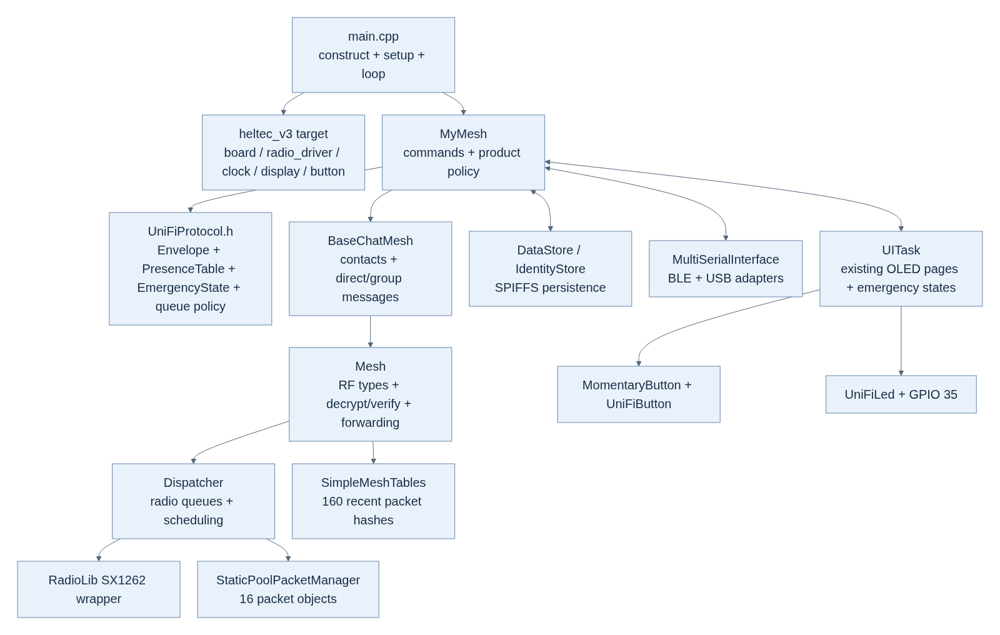 main.cpp
construct + setup +
loop
heltec_v3 target
board / radio_driver /
clock / display / button
MyMesh
commands + product
policy
UniFiProtocol.h
Envelope +
PresenceTable +
EmergencyState +
queue policy
BaseChatMesh
contacts +
direct/group
messages
DataStore /
IdentityStore
SPIFFS persistence
MultiSerialInterface
BLE + USB adapters
UITask
existing OLED pages
+ emergency states
Mesh
RF types +
decrypt/verify +
forwarding
MomentaryButton +
UniFiButton
UniFiLed + GPIO 35
Dispatcher
radio queues +
scheduling
SimpleMeshTables
160 recent packet
hashes
RadioLib SX1262
wrapper
StaticPoolPacketManager
16 packet objects